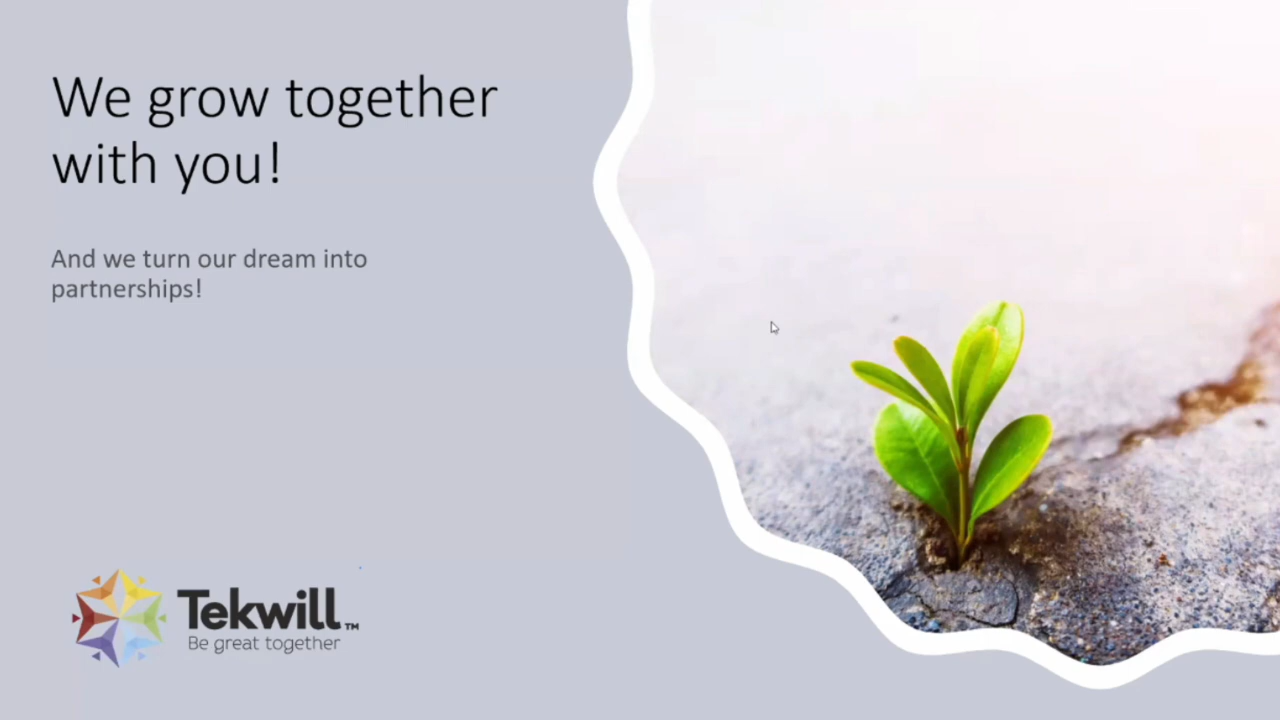 We grow together
with you!
And we turn our dream into
partnerships!
Tekwill™
Be great together